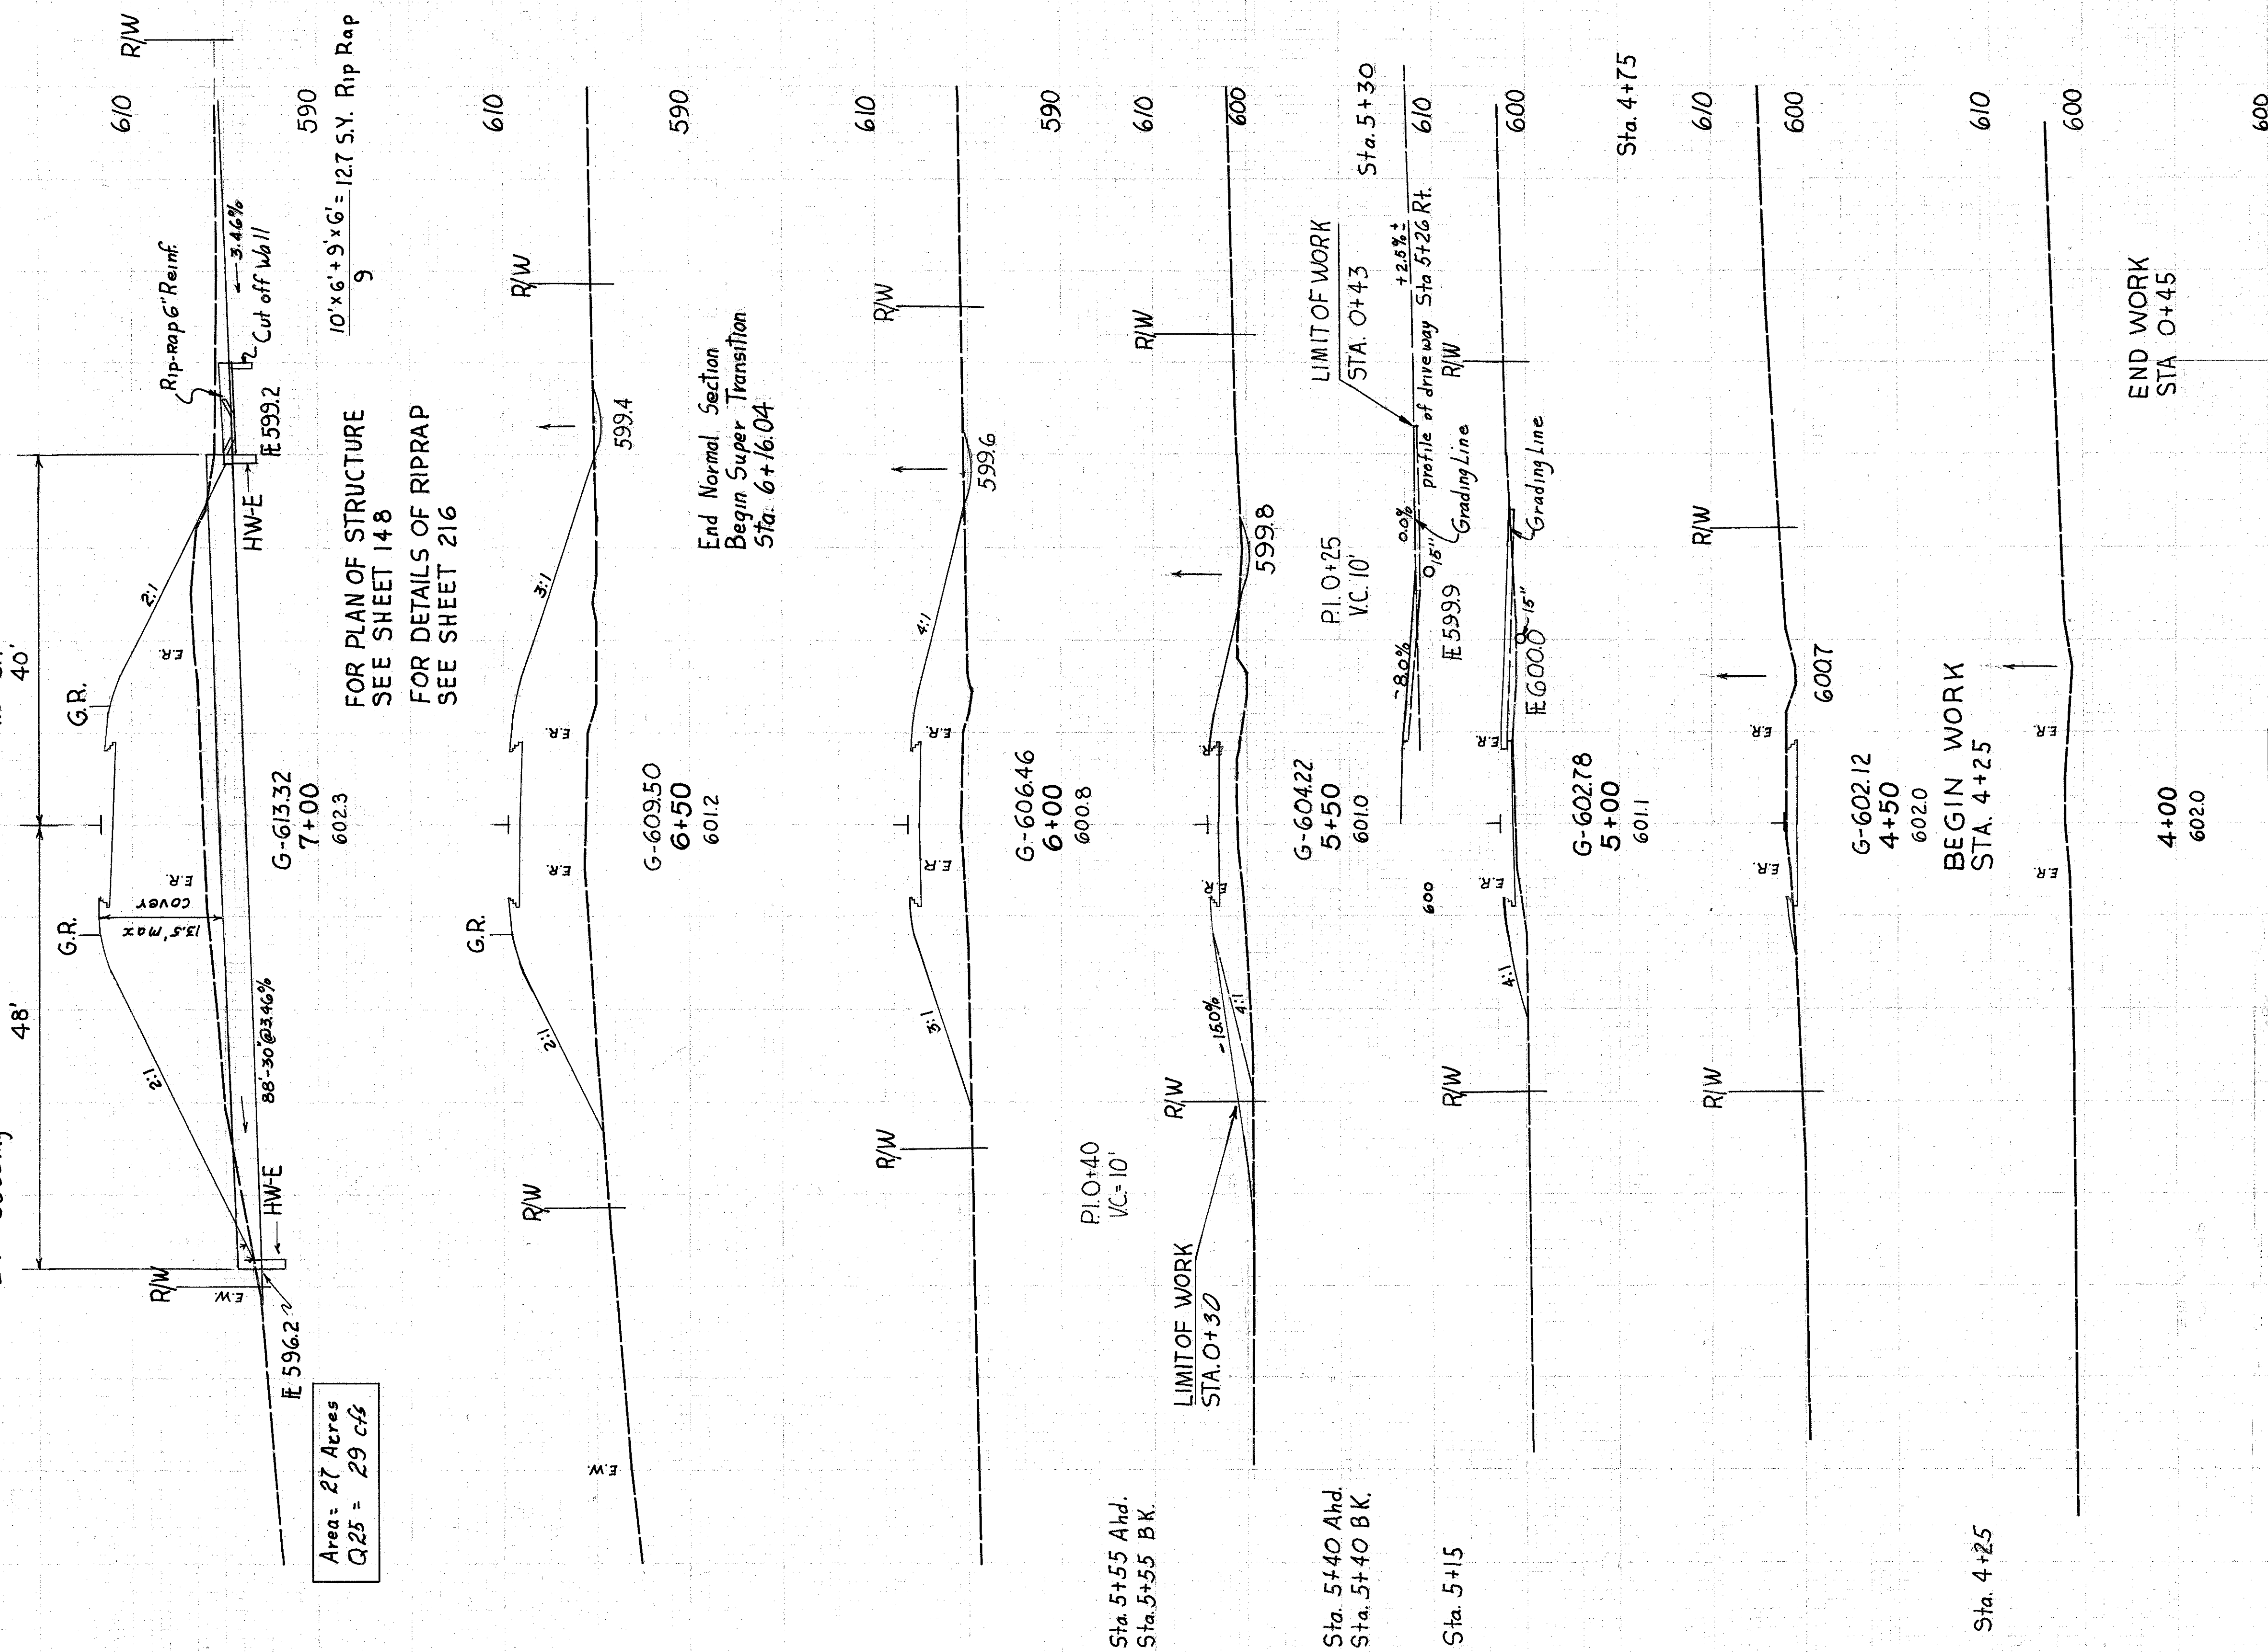 40'
48'
R/W
610
590
G.R.
2:1
E.R.
Rip-Rap 6" Reinf.
3.46%
Cut off Wall
10'x6'+9'x6' = 12.7 S.Y. Rip Rap
9
HW-E
FE 599.2
G.R.
13.5' max
cover
E.R.
2:1
88'-30"@3.46%
HW-E
R/W
E.W.
FE 596.2
Area = 27 Acres
Q25 = 29 cfs
G-613.32
7+00
602.3
FOR PLAN OF STRUCTURE
SEE SHEET 148
FOR DETAILS OF RIPRAP
SEE SHEET 216
610
590
R/W
599.4
3:1
E.R.
E.R.
G.R.
2:1
R/W
E.W.
G-609.50
6+50
601.2
End Normal Section
Begin Super Transition
Sta. 6+16.04
610
590
R/W
599.6
4:1
E.R.
E.R.
3:1
R/W
G-606.46
6+00
600.8
P.I. 0+40
V.C.=10'
Sta. 5+55 Ahd.
Sta. 5+55 BK.
610
600
R/W
599.8
E.R.
-15.0%
4:1
R/W
LIMIT OF WORK
STA. 0+30
G-604.22
5+50
601.0
Sta. 5+40 Ahd.
Sta. 5+40 BK.
Sta. 5+30
LIMIT OF WORK
STA. 0+43
P.I. 0+25
V.C. 10'
+2.5%±
profile of driveway Sta 5+26 Rt.
0.0%
-8.0%
15"
Grading Line
FE 599.9
610
600
600
R/W
Grading Line
15"
FE 600.0
E.R.
E.R.
4:1
R/W
Sta. 5+15
G-602.78
5+00
601.1
Sta. 4+75
610
600
R/W
600.7
E.R.
E.R.
R/W
G-602.12
4+50
602.0
BEGIN WORK
STA. 4+25
Sta. 4+25
610
600
E.R.
E.R.
4+00
602.0
END WORK
STA 0+45
600